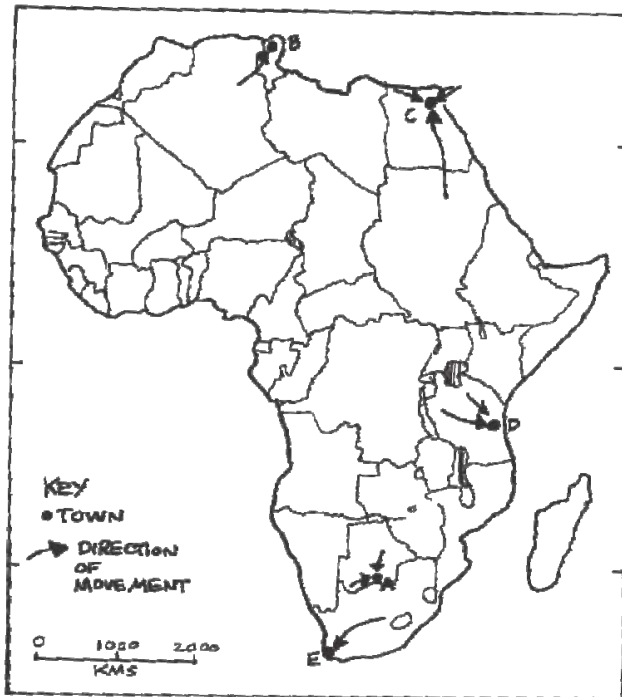 B
C
D
KEY
TOWN
DIRECTION
OF
MOVEMENT
A
E
0 1000 2000
KMS